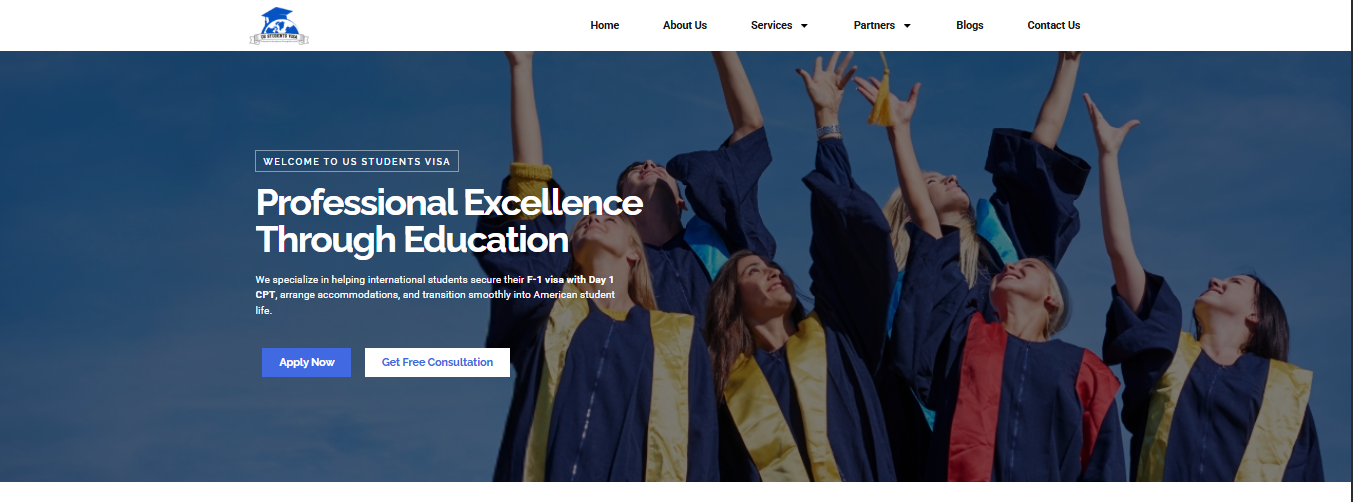 US STUDENTS VISA
Home
About Us
Services
Partners
Blogs
Contact Us
WELCOME TO US STUDENTS VISA
Professional Excellence
Through Education
We specialize in helping international students secure their F-1 visa with Day 1
CPT, arrange accommodations, and transition smoothly into American student
life.
Apply Now
Get Free Consultation